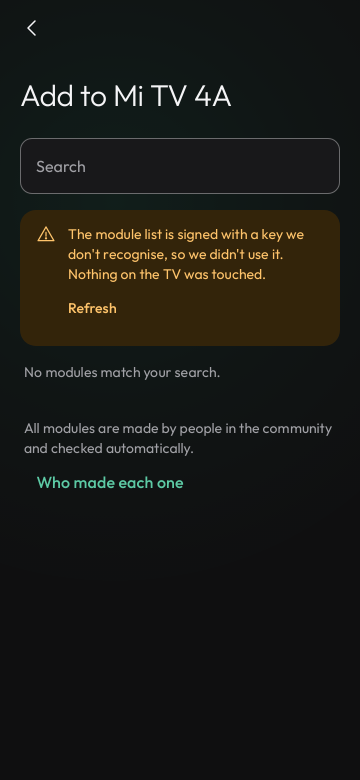 Add to Mi TV 4A
Search
The module list is signed with a key we
don't recognise, so we didn't use it.
Nothing on the TV was touched.
Refresh
No modules match your search.
All modules are made by people in the community
and checked automatically.
Who made each one